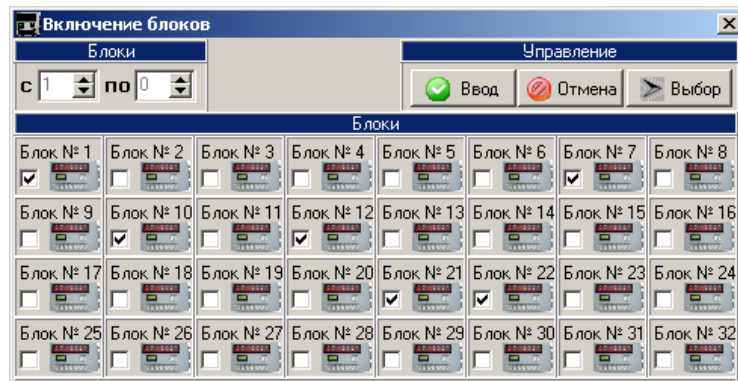 Включение блоков
Блоки
Управление
с 1 по 0
Ввод Отмена Выбор
Блоки
Блок № 1 Блок № 2 Блок № 3 Блок № 4 Блок № 5 Блок № 6 Блок № 7 Блок № 8
Блок № 9 Блок № 10 Блок № 11 Блок № 12 Блок № 13 Блок № 14 Блок № 15 Блок № 16
Блок № 17 Блок № 18 Блок № 19 Блок № 20 Блок № 21 Блок № 22 Блок № 23 Блок № 24
Блок № 25 Блок № 26 Блок № 27 Блок № 28 Блок № 29 Блок № 30 Блок № 31 Блок № 32